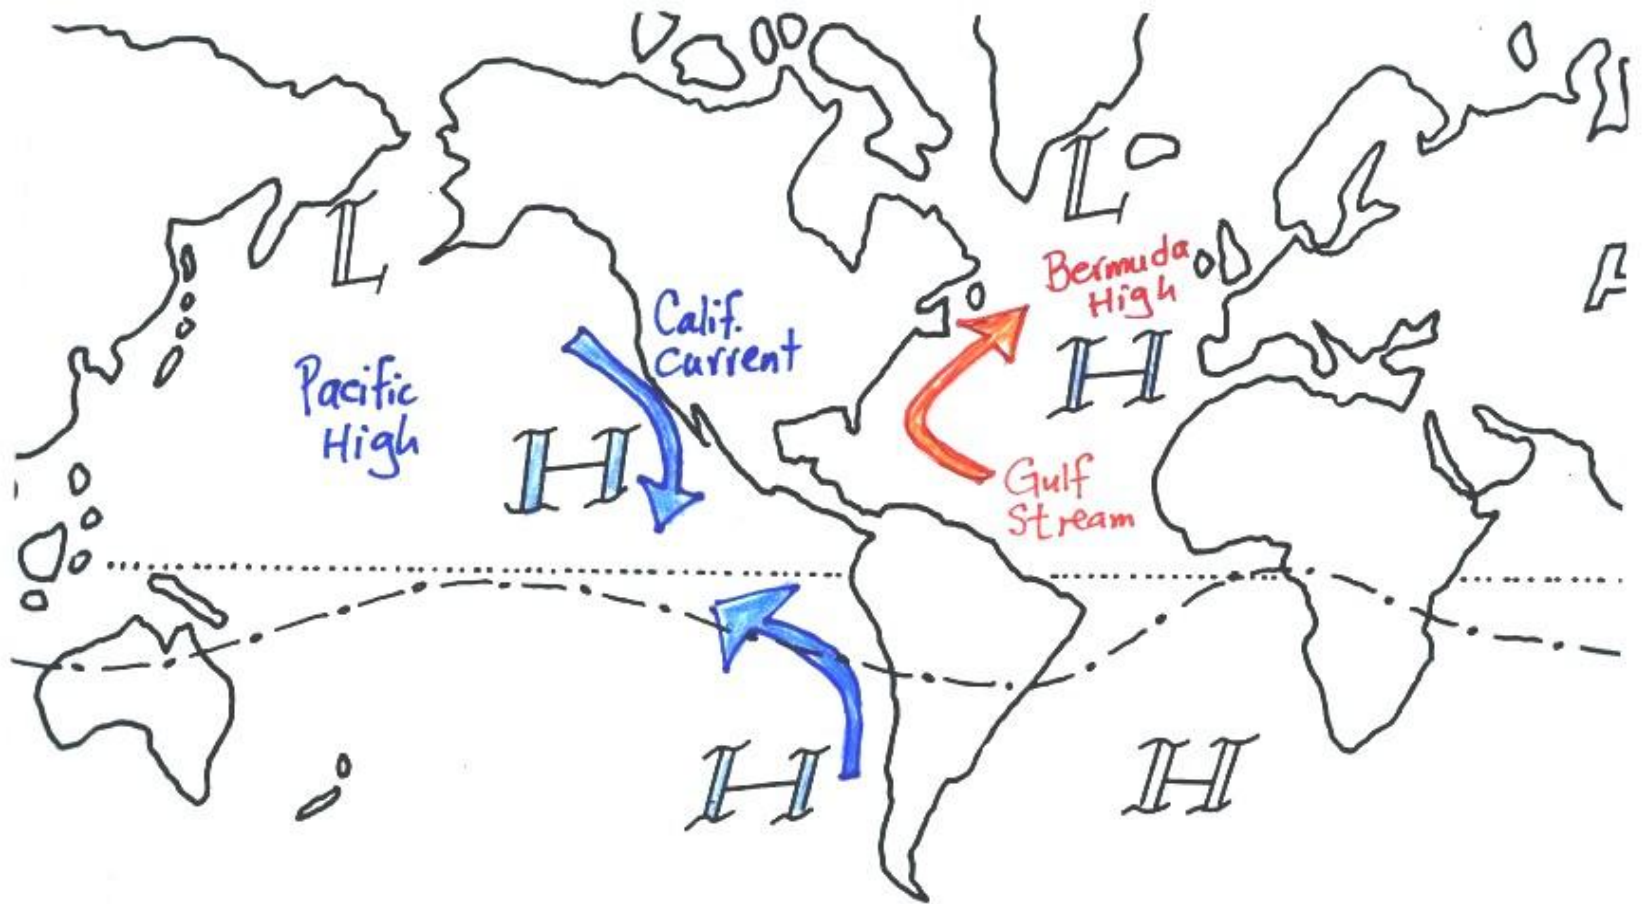 L
L
Bermuda
High
Calif.
Current
H
Pacific
High
H
Gulf
Stream
H
H